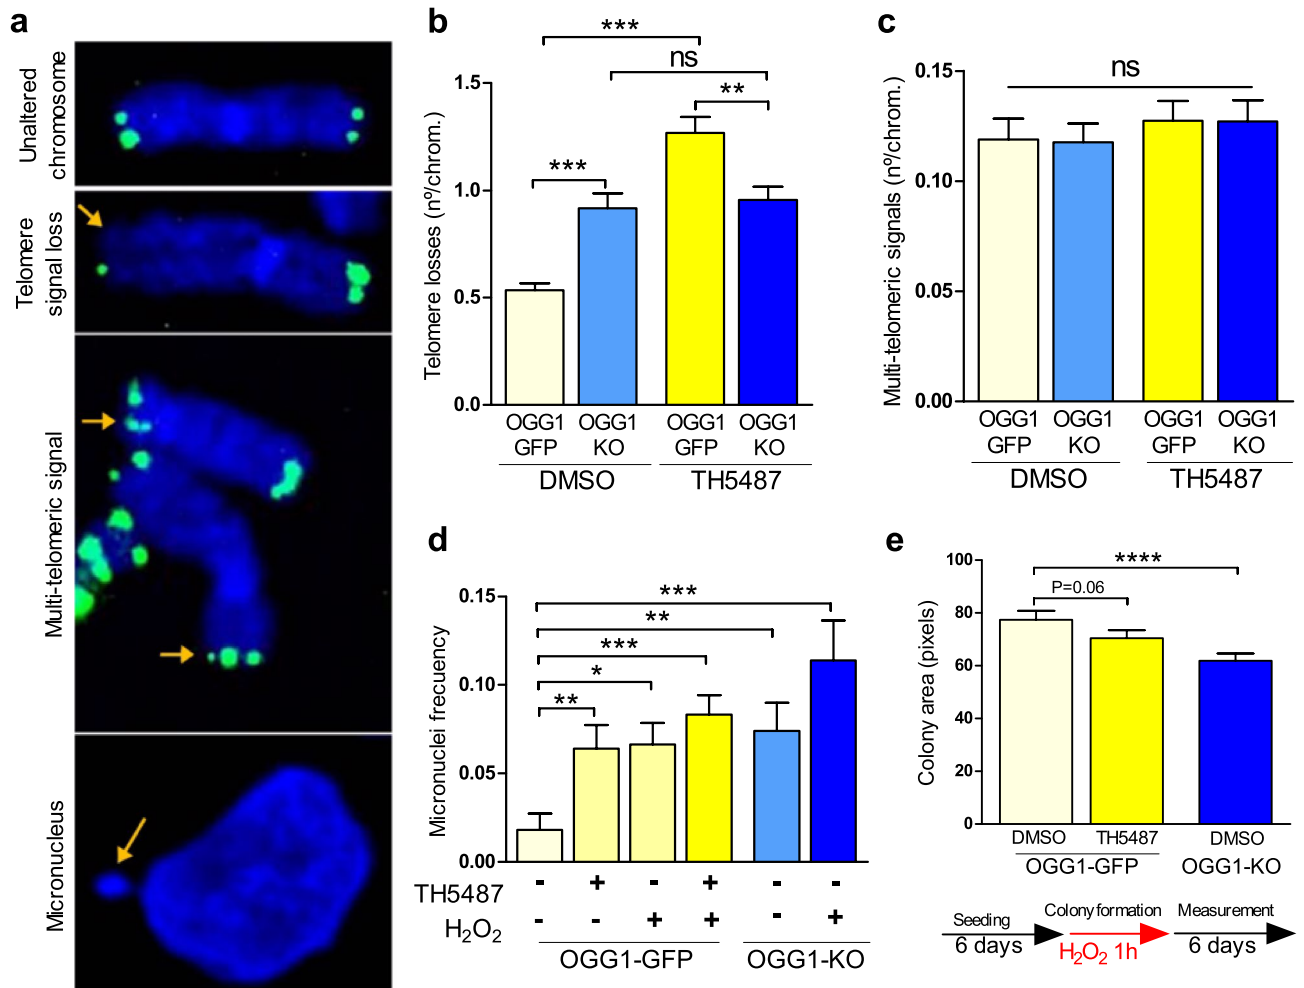 a
Unaltered
chromosome
Telomere
signal loss
Multi-telomeric signal
Micronucleus
b
***
ns
**
***
Telomere losses (nº/chrom.)
1.5
1.0
0.5
0.0
OGG1 OGG1 OGG1 OGG1
GFP KO GFP KO
DMSO TH5487
c
ns
Multi-telomeric signals (nº/chrom.)
0.15
0.10
0.05
0.00
OGG1 OGG1 OGG1 OGG1
GFP KO GFP KO
DMSO TH5487
d
***
**
***
*
**
Micronuclei frecuency
0.15
0.10
0.05
0.00
TH5487 - + - + - -
H2O2 - - + + - +
OGG1-GFP OGG1-KO
e
****
P=0.06
Colony area (pixels)
100
80
60
40
20
0
DMSO TH5487 DMSO
OGG1-GFP OGG1-KO
Seeding Colony formation Measurement
6 days H2O2 1h 6 days